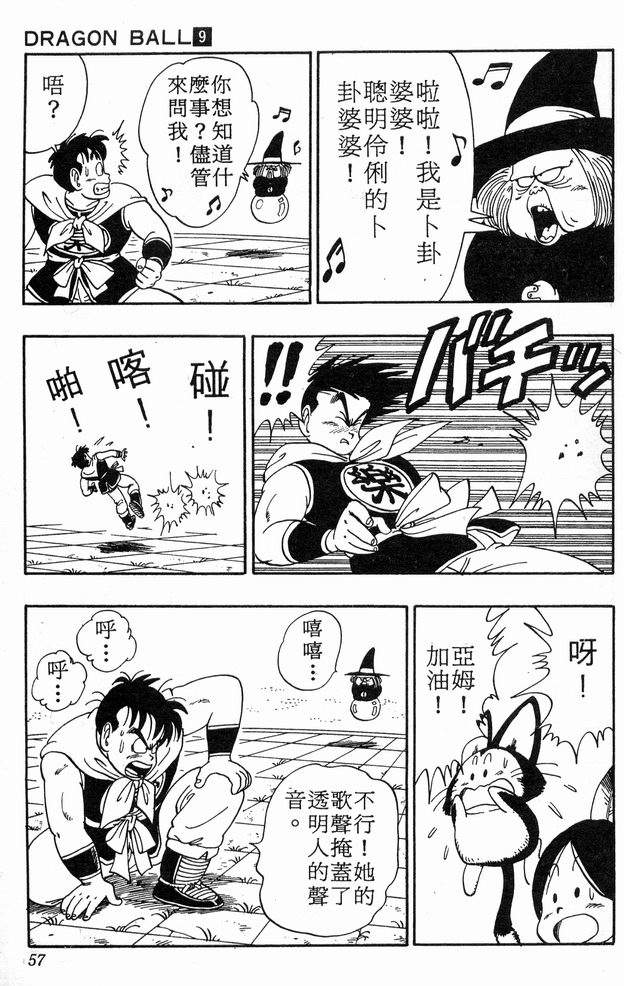 DRAGON BALL 9
啦啦！我是卜卦
婆婆！
聰明伶俐的卜
卦婆婆！
你想知道什
麼事？儘管
來問我！
唔？
バチッ
!!
碰！
喀！
啪！
呀！
亞姆！
加油！
嘻
嘻…
呼…
呼…
不行！她的
歌聲掩蓋了
透明人的聲
音。
57